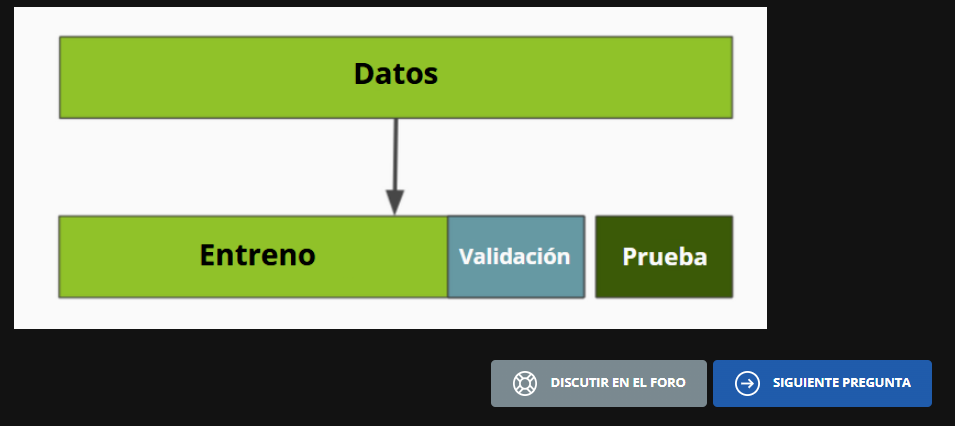 Datos
Entreno
Validación
Prueba
DISCUTIR EN EL FORO
SIGUIENTE PREGUNTA